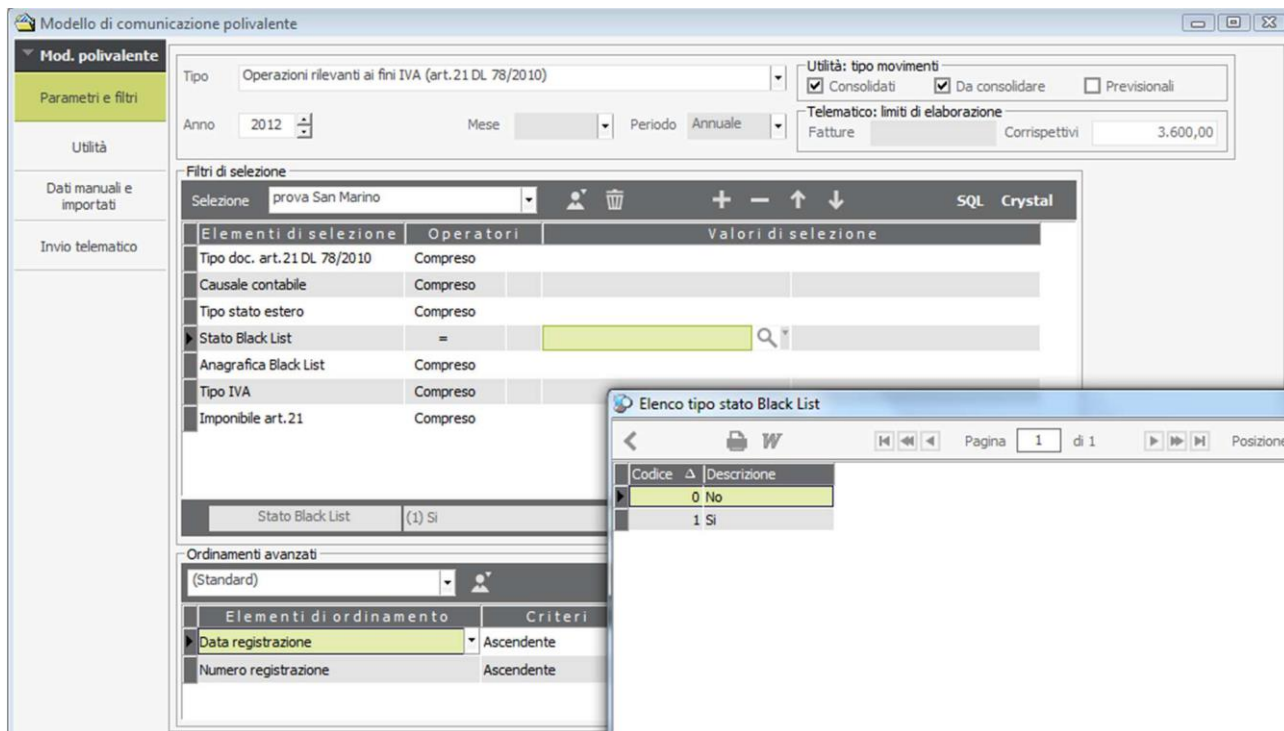 Modello di comunicazione polivalente
Mod. polivalente
Parametri e filtri
Utilità
Dati manuali e
importati
Invio telematico
Tipo Operazioni rilevanti ai fini IVA (art.21 DL 78/2010)
Utilità: tipo movimenti
Consolidati Da consolidare Previsionali
Anno 2012 Mese Periodo Annuale
Telematico: limiti di elaborazione
Fatture Corrispettivi 3.600,00
Filtri di selezione
Selezione prova San Marino SQL Crystal
Elementi di selezione Operatori Valori di selezione
Tipo doc. art.21 DL 78/2010 Compreso
Causale contabile Compreso
Tipo stato estero Compreso
Stato Black List =
Anagrafica Black List Compreso
Tipo IVA Compreso
Imponibile art.21 Compreso
Stato Black List (1) Si
Ordinamenti avanzati
(Standard)
Elementi di ordinamento Criteri
Data registrazione Ascendente
Numero registrazione Ascendente
Elenco tipo stato Black List
W Pagina 1 di 1 Posizione
Codice Descrizione
0 No
1 Si